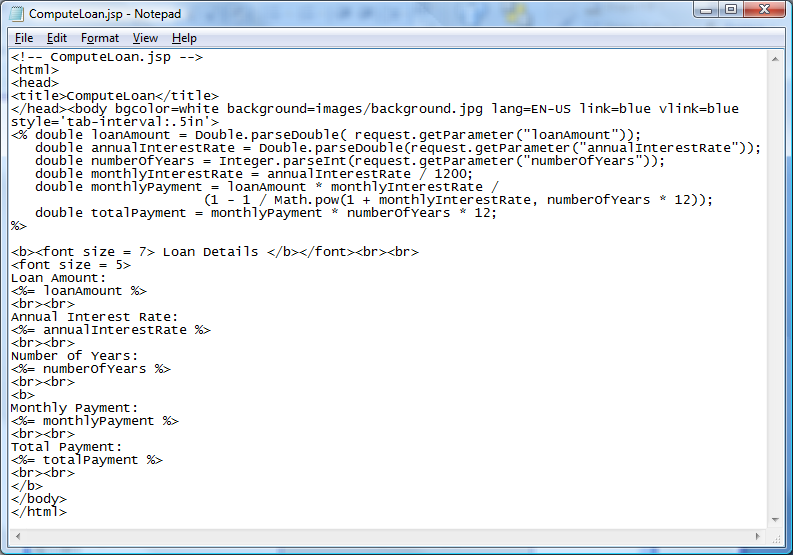 ComputeLoan.jsp - Notepad
File Edit Format View Help
<!-- ComputeLoan.jsp -->
<html>
<head>
<title>ComputeLoan</title>
</head><body bgcolor=white background=images/background.jpg lang=EN-US link=blue vlink=blue
style='tab-interval:.5in'>
<% double loanAmount = Double.parseDouble( request.getParameter("loanAmount"));
   double annualInterestRate = Double.parseDouble(request.getParameter("annualInterestRate"));
   double numberOfYears = Integer.parseInt(request.getParameter("numberOfYears"));
   double monthlyInterestRate = annualInterestRate / 1200;
   double monthlyPayment = loanAmount * monthlyInterestRate /
                        (1 - 1 / Math.pow(1 + monthlyInterestRate, numberOfYears * 12));
   double totalPayment = monthlyPayment * numberOfYears * 12;
%>

<b><font size = 7> Loan Details </b></font><br><br>
<font size = 5>
Loan Amount:
<%= loanAmount %>
<br><br>
Annual Interest Rate:
<%= annualInterestRate %>
<br><br>
Number of Years:
<%= numberOfYears %>
<br><br>
<b>
Monthly Payment:
<%= monthlyPayment %>
<br><br>
Total Payment:
<%= totalPayment %>
<br><br>
</b>
</body>
</html>